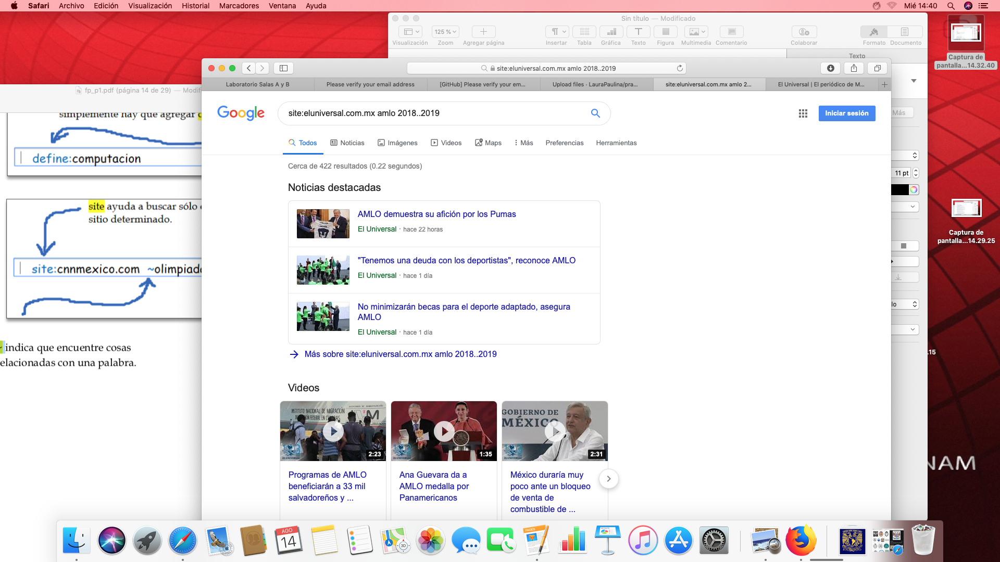 Safari Archivo Edición Visualización Historial Marcadores Ventana Ayuda
Mié 14:40
Sin título — Modificado
125 %
Visualización Zoom Agregar página Insertar Tabla Gráfica Texto Figura Multimedia Comentario Colaborar Formato Documento
Texto
Captura de
pantalla...14.32.40
site:eluniversal.com.mx amlo 2018..2019
Laboratorio Salas A y B
Please verify your email address
[GitHub] Please verify your em...
Upload files · LauraPaulina/pra...
site:eluniversal.com.mx amlo 2...
El Universal | El periódico de M...
fp_p1.pdf (página 14 de 29) — Modif
simplemente hay que agregar
define:computacion
site ayuda a buscar sólo
sitio determinado.
site:cnnmexico.com ~olimpiad
indica que encuentre cosas
elacionadas con una palabra.
Google
site:eluniversal.com.mx amlo 2018..2019
Iniciar sesión
Más
Todos Noticias Imágenes Videos Maps Más Preferencias Herramientas
Cerca de 422 resultados (0.22 segundos)
Noticias destacadas
AMLO demuestra su afición por los Pumas
El Universal · hace 22 horas
"Tenemos una deuda con los deportistas", reconoce AMLO
El Universal · hace 1 día
No minimizarán becas para el deporte adaptado, asegura
AMLO
El Universal · hace 1 día
Más sobre site:eluniversal.com.mx amlo 2018..2019
Videos
INSTITUTO NACIONAL DE MIGRACIÓN
2:23
1:35
GOBIERNO DE
MÉXICO
2:31
Programas de AMLO
beneficiarán a 33 mil
salvadoreños y ...
Ana Guevara da a
AMLO medalla por
Panamericanos
México duraría muy
poco ante un bloqueo
de venta de
combustible de ...
11 pt
lo
Captura de
pantalla...14.29.25
.15
NAM
AGO
14
3D
PAGES